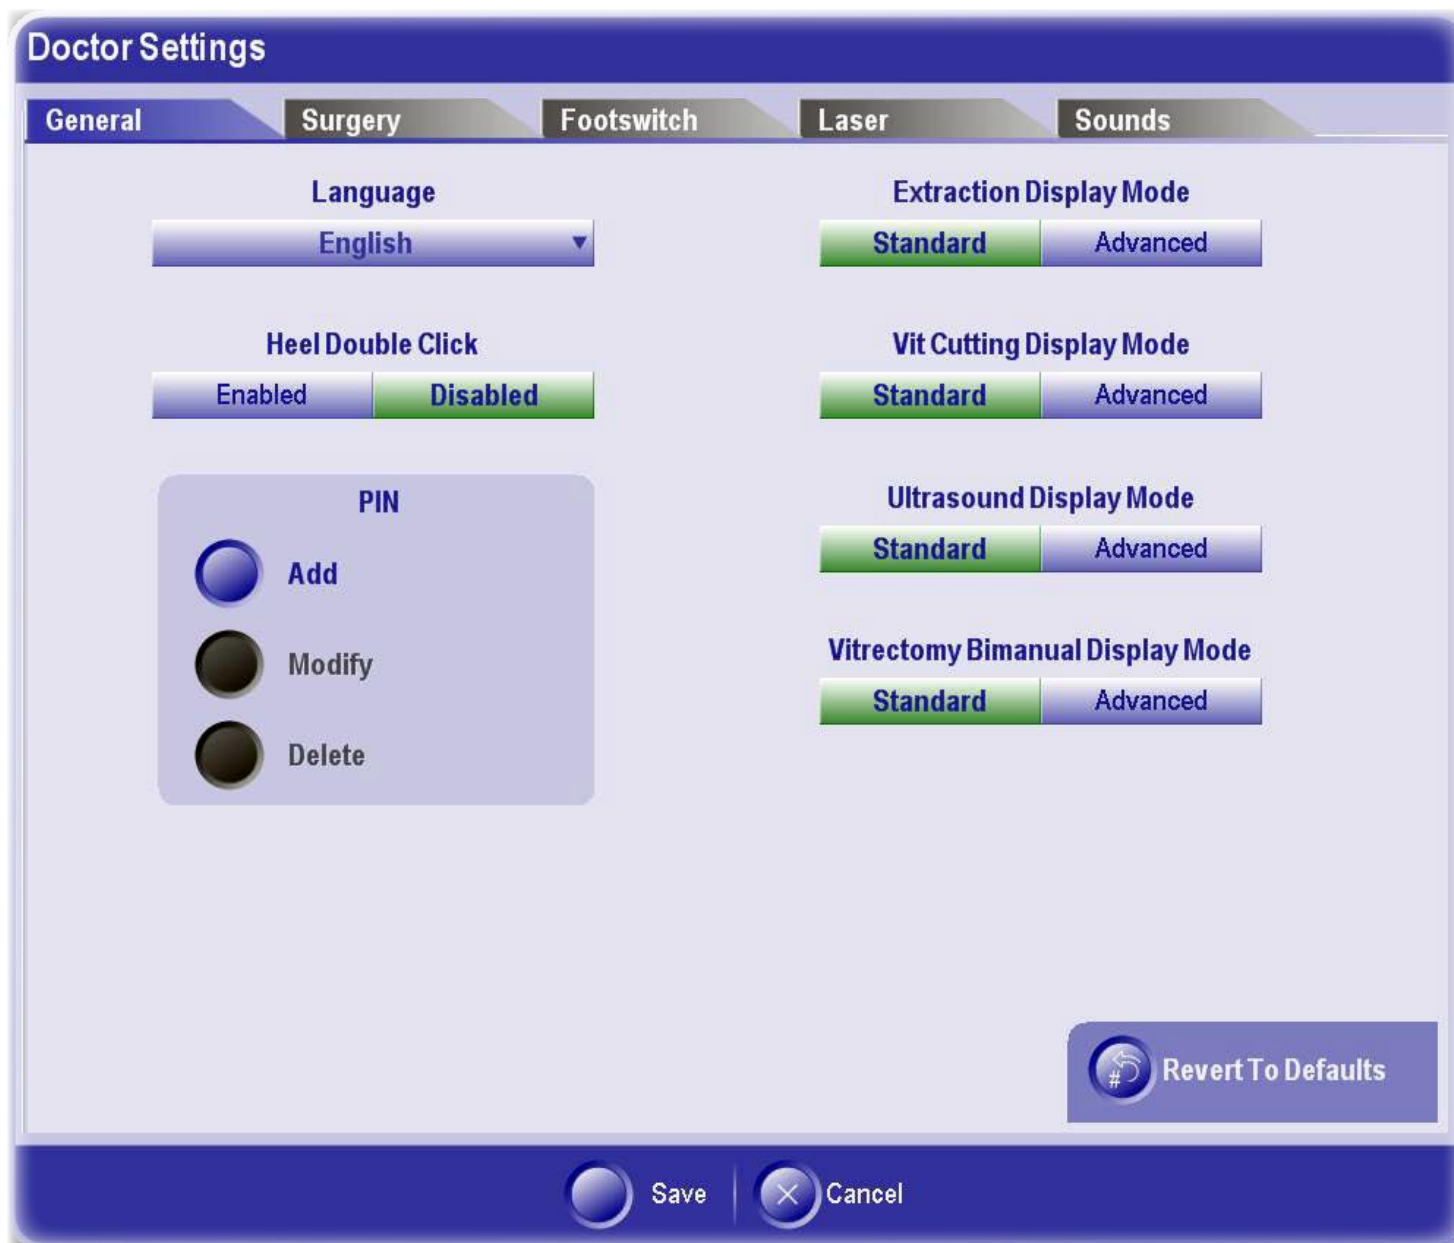 Doctor Settings
General Surgery Footswitch Laser Sounds
Language
English
Heel Double Click
Enabled Disabled
PIN
Add
Modify
Delete
Extraction Display Mode
Standard Advanced
Vit Cutting Display Mode
Standard Advanced
Ultrasound Display Mode
Standard Advanced
Vitrectomy Bimanual Display Mode
Standard Advanced
# Revert To Defaults
Save Cancel